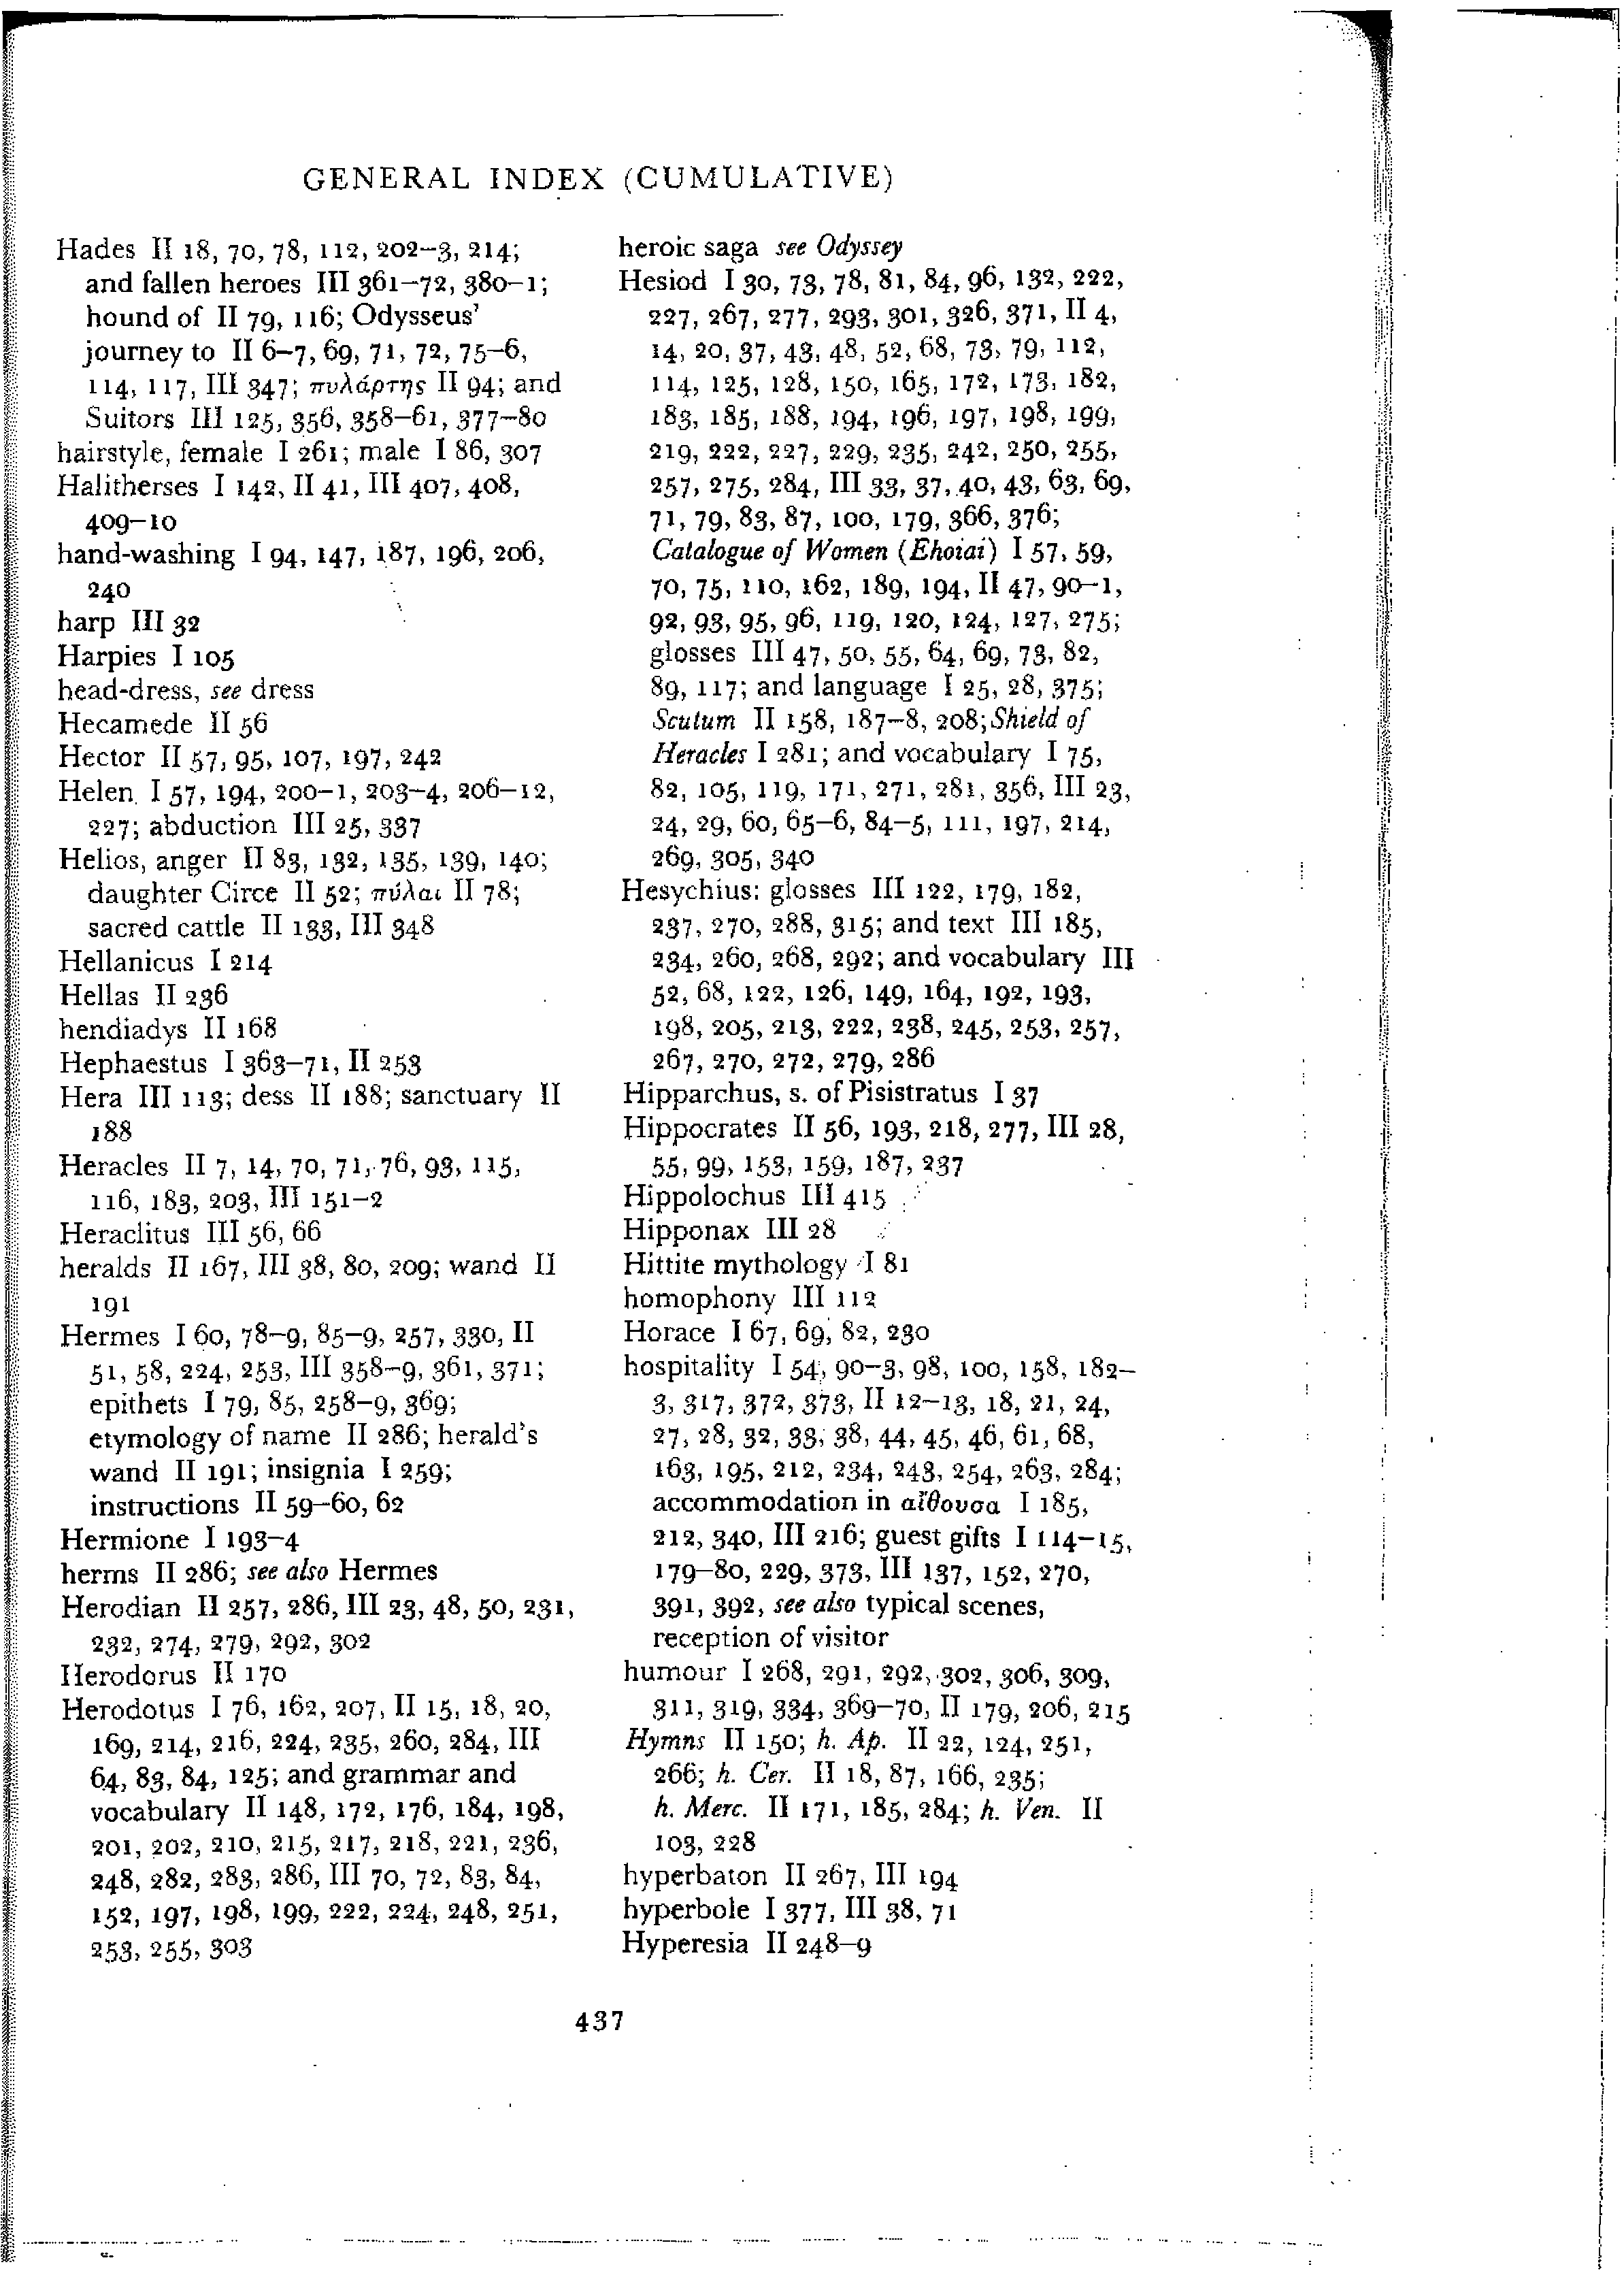 GENERAL INDEX (CUMULATIVE)
Hades II 18, 70, 78, 112, 202–3, 214;
and fallen heroes III 361–72, 380–1;
hound of II 79, 116; Odysseus'
journey to II 6–7, 69, 71, 72, 75–6,
114, 117, III 347; πυλάρτης II 94; and
Suitors III 125, 356, 358–61, 377–80
hairstyle, female I 261; male I 86, 307
Halitherses I 142, II 41, III 407, 408,
409–10
hand-washing I 94, 147, 187, 196, 206,
240
harp III 32
Harpies I 105
head-dress, see dress
Hecamede II 56
Hector II 57, 95, 107, 197, 242
Helen I 57, 194, 200–1, 203–4, 206–12,
227; abduction III 25, 337
Helios, anger II 83, 132, 135, 139, 140;
daughter Circe II 52; πύλαι II 78;
sacred cattle II 133, III 348
Hellanicus I 214
Hellas II 236
hendiadys II 168
Hephaestus I 363–71, II 253
Hera III 113; dess II 188; sanctuary II
188
Heracles II 7, 14, 70, 71, 76, 93, 115,
116, 183, 203, III 151–2
Heraclitus III 56, 66
heralds II 167, III 38, 80, 209; wand II
191
Hermes I 60, 78–9, 85–9, 257, 330, II
51, 58, 224, 253, III 358–9, 361, 371;
epithets I 79, 85, 258–9, 369;
etymology of name II 286; herald's
wand II 191; insignia I 259;
instructions II 59–60, 62
Hermione I 193–4
herms II 286; see also Hermes
Herodian II 257, 286, III 23, 48, 50, 231,
232, 274, 279, 292, 302
Herodorus II 170
Herodotus I 76, 162, 207, II 15, 18, 20,
169, 214, 216, 224, 235, 260, 284, III
64, 83, 84, 125; and grammar and
vocabulary II 148, 172, 176, 184, 198,
201, 202, 210, 215, 217, 218, 221, 236,
248, 282, 283, 286, III 70, 72, 83, 84,
152, 197, 198, 199, 222, 224, 248, 251,
253, 255, 303
heroic saga see Odyssey
Hesiod I 30, 73, 78, 81, 84, 96, 132, 222,
227, 267, 277, 293, 301, 326, 371, II 4,
14, 20, 37, 43, 48, 52, 68, 73, 79, 112,
114, 125, 128, 150, 165, 172, 173, 182,
183, 185, 188, 194, 196, 197, 198, 199,
219, 222, 227, 229, 235, 242, 250, 255,
257, 275, 284, III 33, 37, 40, 43, 63, 69,
71, 79, 83, 87, 100, 179, 366, 376;
Catalogue of Women (Ehoiai) I 57, 59,
70, 75, 110, 162, 189, 194, II 47, 90–1,
92, 93, 95, 96, 119, 120, 124, 127, 275;
glosses III 47, 50, 55, 64, 69, 73, 82,
89, 117; and language I 25, 28, 375;
Scutum II 158, 187–8, 208; Shield of
Heracles I 281; and vocabulary I 75,
82, 105, 119, 171, 271, 281, 356, III 23,
24, 29, 60, 65–6, 84–5, 111, 197, 214,
269, 305, 340
Hesychius: glosses III 122, 179, 182,
237, 270, 288, 315; and text III 185,
234, 260, 268, 292; and vocabulary III
52, 68, 122, 126, 149, 164, 192, 193,
198, 205, 213, 222, 238, 245, 253, 257,
267, 270, 272, 279, 286
Hipparchus, s. of Pisistratus I 37
Hippocrates II 56, 193, 218, 277, III 28,
55, 99, 153, 159, 187, 237
Hippolochus III 415
Hipponax III 28
Hittite mythology I 81
homophony III 112
Horace I 67, 69, 82, 230
hospitality I 54, 90–3, 98, 100, 158, 182–
3, 317, 372, 373, II 12–13, 18, 21, 24,
27, 28, 32, 33, 38, 44, 45, 46, 61, 68,
163, 195, 212, 234, 243, 254, 263, 284;
accommodation in αἴθουσα I 185,
212, 340, III 216; guest gifts I 114–15,
179–80, 229, 373, III 137, 152, 270,
391, 392, see also typical scenes,
reception of visitor
humour I 268, 291, 292, 302, 306, 309,
311, 319, 334, 369–70, II 179, 206, 215
Hymns II 150; h. Ap. II 22, 124, 251,
266; h. Cer. II 18, 87, 166, 235;
h. Merc. II 171, 185, 284; h. Ven. II
103, 228
hyperbaton II 267, III 194
hyperbole I 377, III 38, 71
Hyperesia II 248–9
437